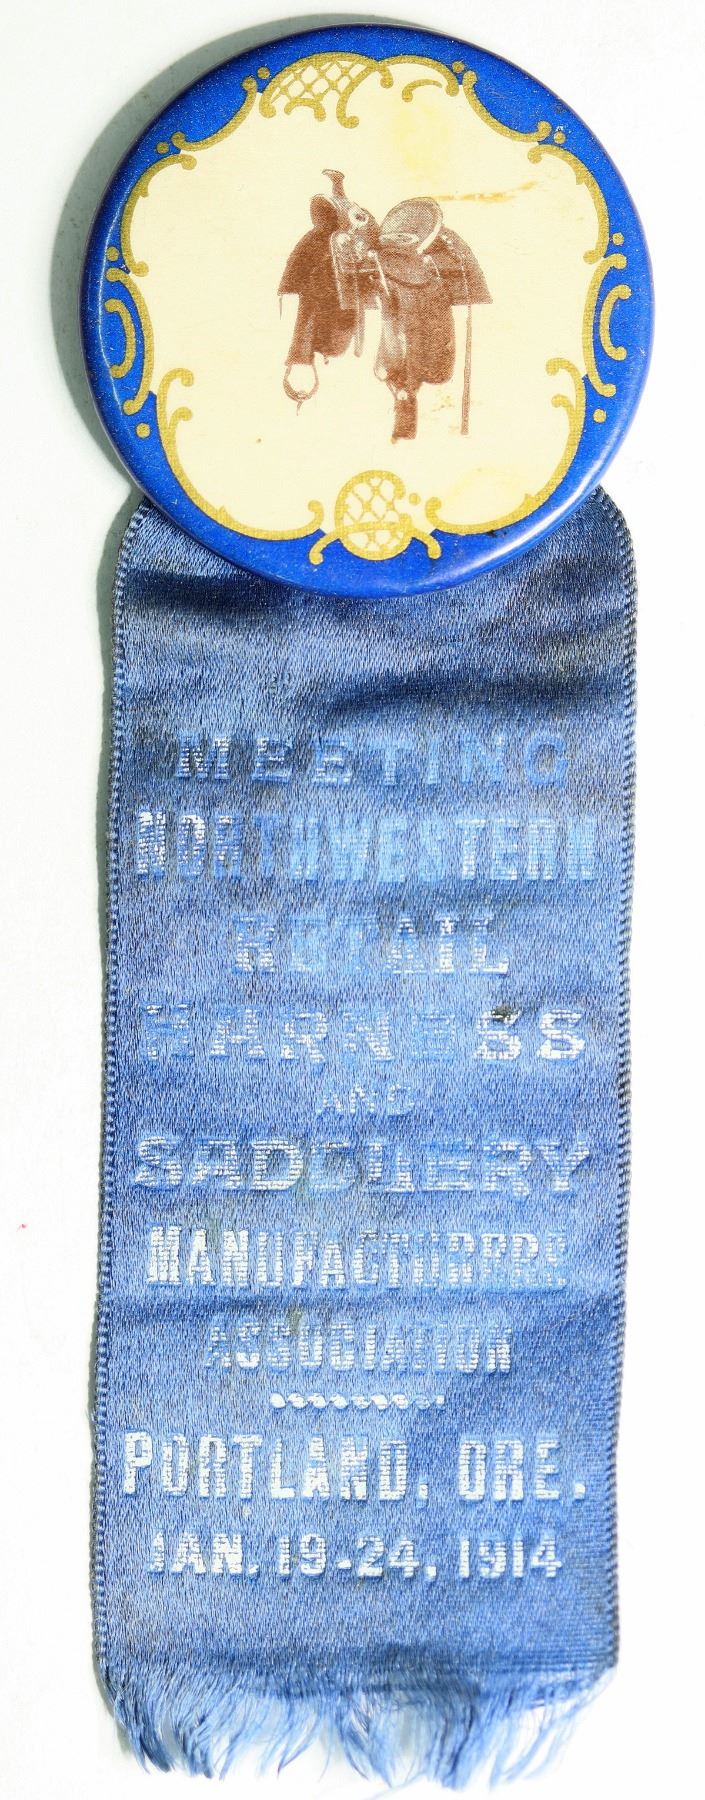 MEETING
NORTHWESTERN
RETAIL
HARNESS
AND
SADDLERY
MANUFACTURERS
ASSOCIATION
PORTLAND, ORE.
JAN. 19-24, 1914